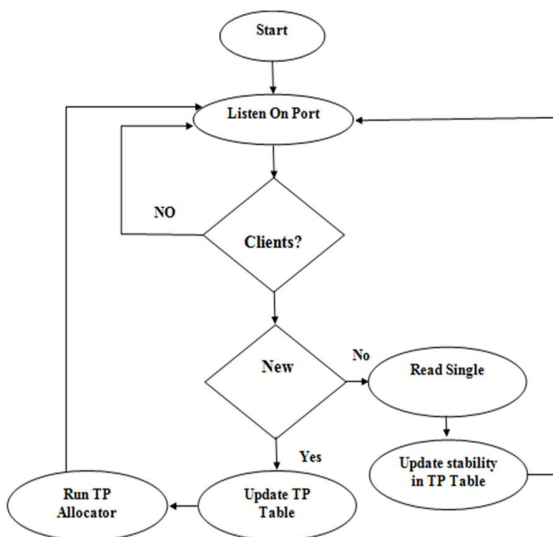 Start
Listen On Port
NO
Clients?
New
No
Read Single
Yes
Update stability
in TP Table
Run TP
Allocator
Update TP
Table